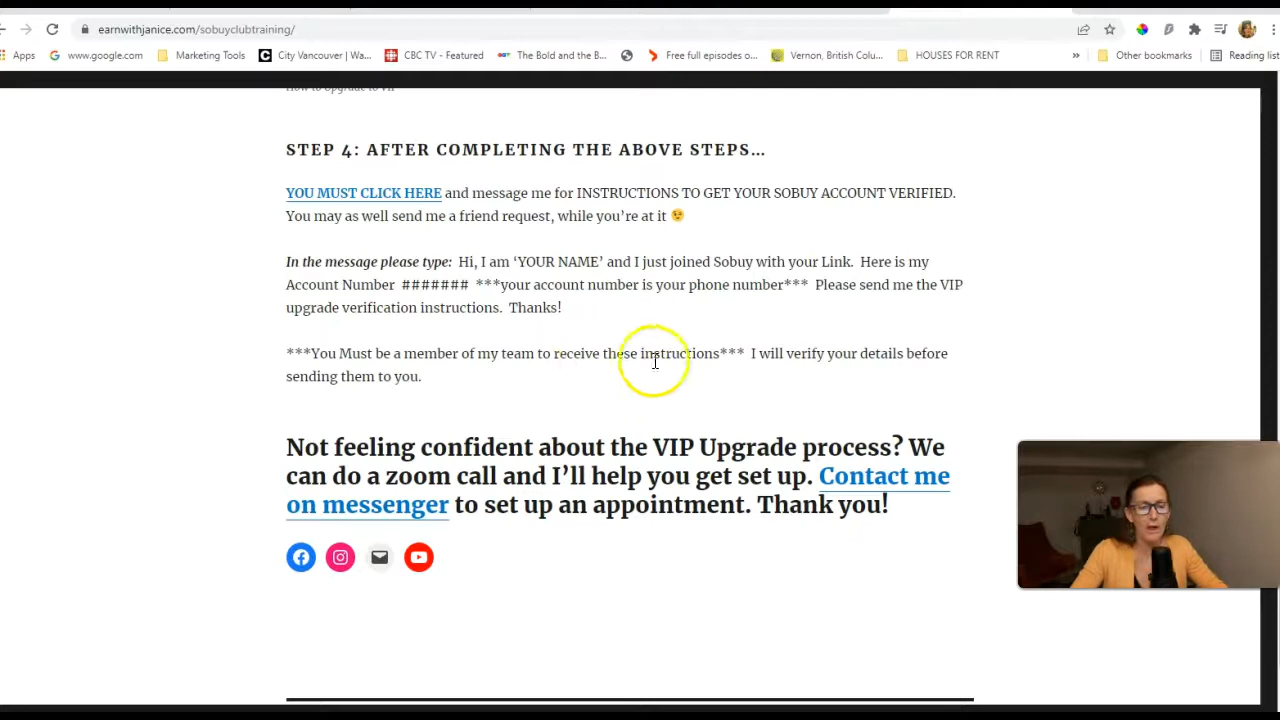 earnwithjanice.com/sobuyclubtraining/
Apps www.google.com Marketing Tools City Vancouver | Wa... CBC TV - Featured The Bold and the B... Free full episodes o... Vernon, British Colu... HOUSES FOR RENT » Other bookmarks Reading list
How to Upgrade to VIP
STEP 4: AFTER COMPLETING THE ABOVE STEPS…
YOU MUST CLICK HERE and message me for INSTRUCTIONS TO GET YOUR SOBUY ACCOUNT VERIFIED.
You may as well send me a friend request, while you’re at it 😉
In the message please type: Hi, I am ‘YOUR NAME’ and I just joined Sobuy with your Link. Here is my
Account Number ####### ***your account number is your phone number*** Please send me the VIP
upgrade verification instructions. Thanks!
***You Must be a member of my team to receive these instructions*** I will verify your details before
sending them to you.
Not feeling confident about the VIP Upgrade process? We
can do a zoom call and I’ll help you get set up. Contact me
on messenger to set up an appointment. Thank you!